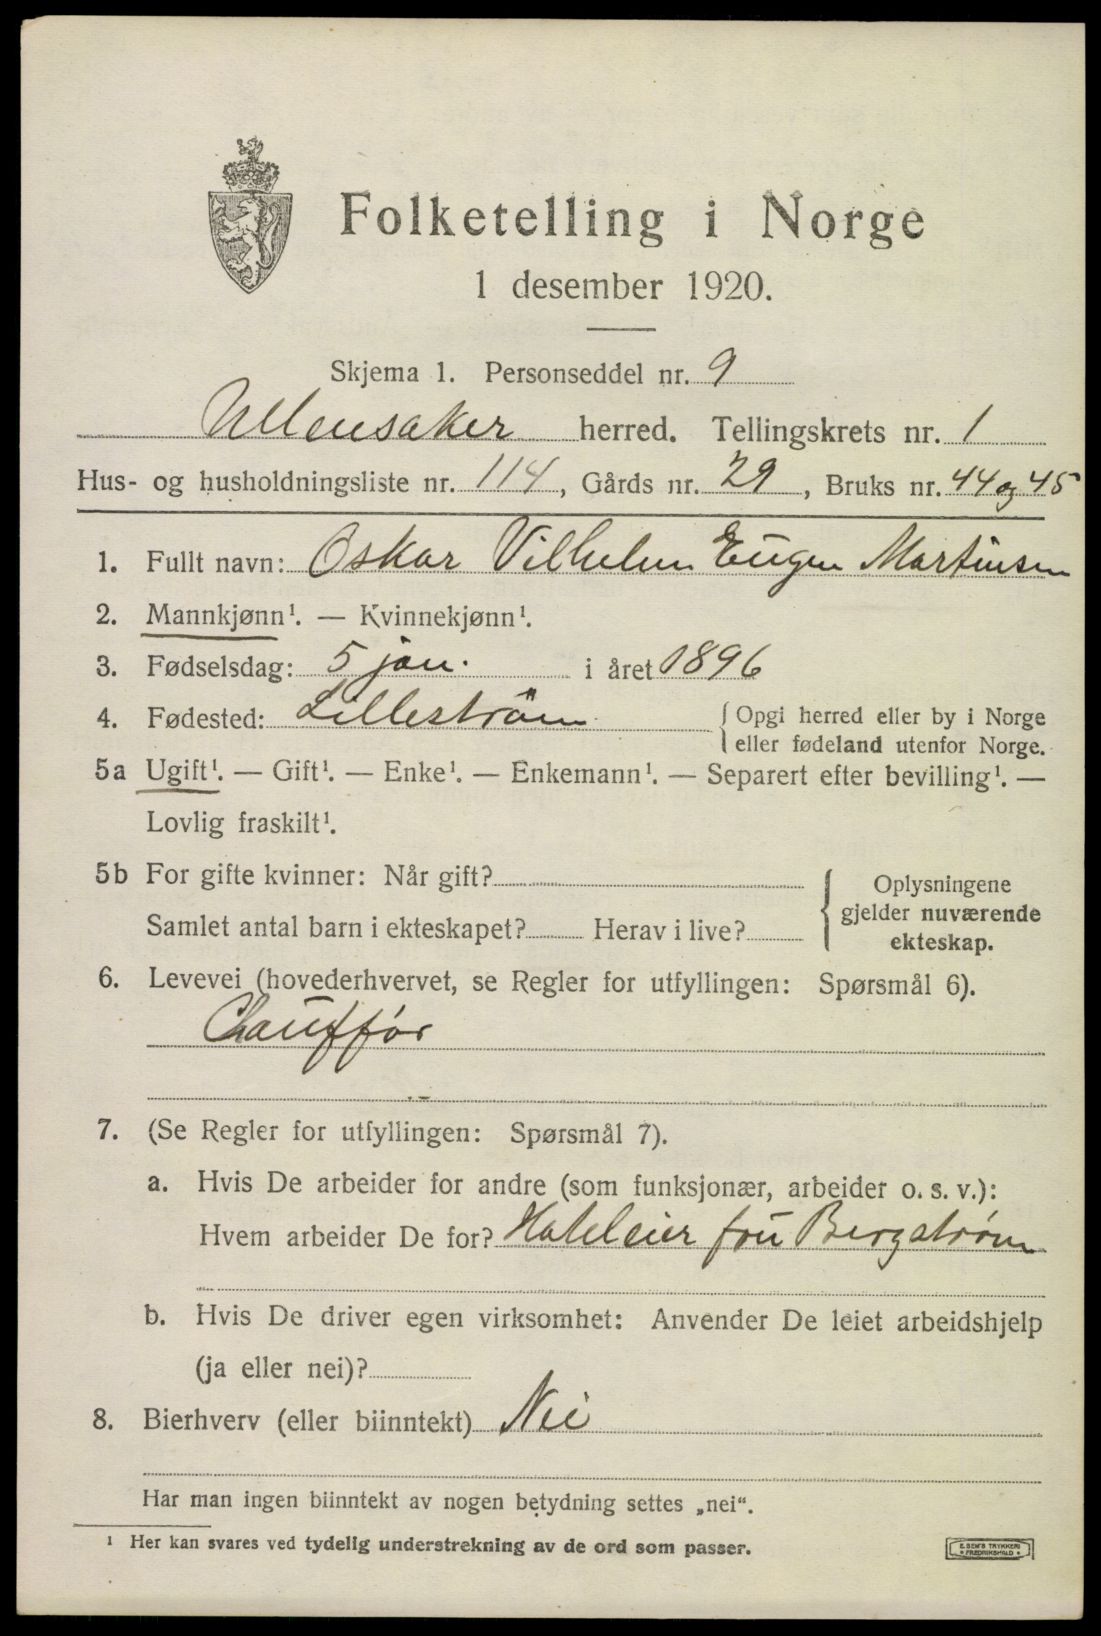 Folketelling i Norge
1 desember 1920.
Skjema 1. Personseddel nr. 9
Ullensaker herred. Tellingskrets nr. 1
Hus- og husholdningsliste nr. 114, Gårds nr. 29, Bruks nr. 44 og 45
1. Fullt navn: Oskar Vilhelm Eugen Martinsen
2. Mannkjønn¹. — Kvinnekjønn¹.
3. Fødselsdag: 5 jan. i året 1896
4. Fødested: Lillestrøm { Opgi herred eller by i Norge
eller fødeland utenfor Norge.
5a Ugift¹. — Gift¹. — Enke¹. — Enkemann¹. — Separert efter bevilling¹. —
Lovlig fraskilt¹.
5b For gifte kvinner: Når gift?
Samlet antal barn i ekteskapet? Herav i live?
Oplysningene
gjelder nuværende
ekteskap.
6. Levevei (hovederhvervet, se Regler for utfyllingen: Spørsmål 6).
Chauffør
7. (Se Regler for utfyllingen: Spørsmål 7).
a. Hvis De arbeider for andre (som funksjonær, arbeider o. s. v.):
Hvem arbeider De for? Hoteleier fru Bergstrøm
b. Hvis De driver egen virksomhet: Anvender De leiet arbeidshjelp
(ja eller nei)?
8. Bierhverv (eller biinntekt) Nei
Har man ingen biinntekt av nogen betydning settes „nei“.
¹ Her kan svares ved tydelig understrekning av de ord som passer.
E. SEM'S TRYKKERI
* FREDRIKSHALD *